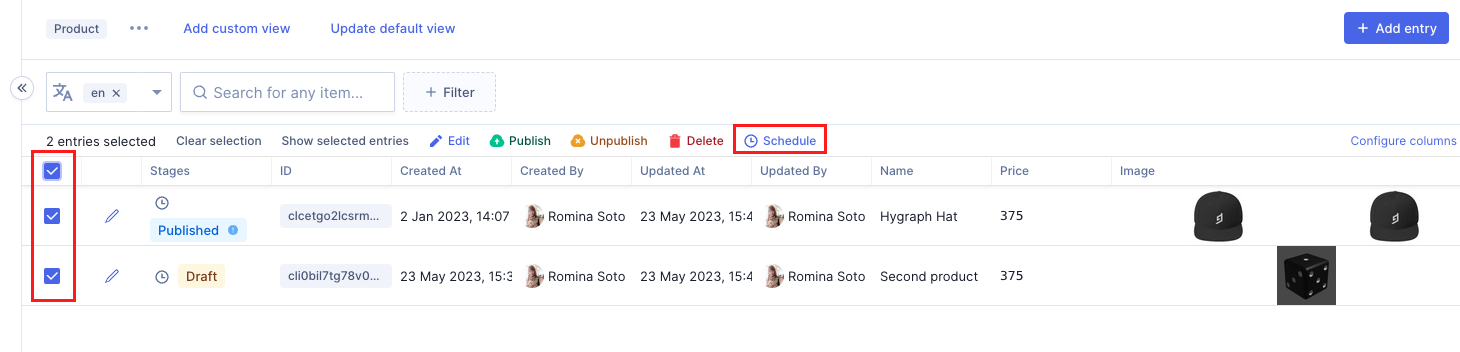 Product ••• Add custom view Update default view + Add entry
en × Search for any item... + Filter
2 entries selected Clear selection Show selected entries Edit Publish Unpublish Delete Schedule Configure columns
Stages ID Created At Created By Updated At Updated By Name Price Image
Published clcetgo2lcsrm... 2 Jan 2023, 14:07 Romina Soto 23 May 2023, 15:4 Romina Soto Hygraph Hat 375
Draft cli0bil7tg78v0... 23 May 2023, 15:3 Romina Soto 23 May 2023, 15:4 Romina Soto Second product 375